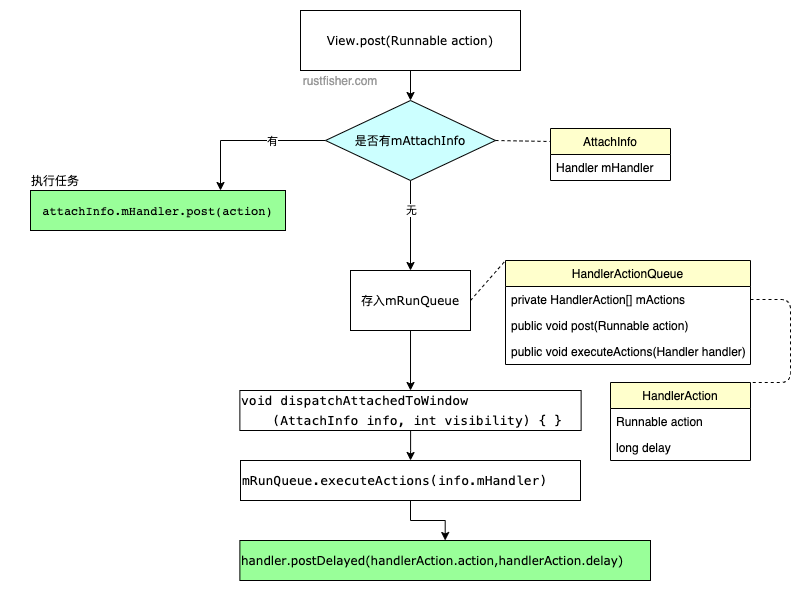 View.post(Runnable action)
rustfisher.com
是否有mAttachInfo
有
AttachInfo
Handler mHandler
执行任务
attachInfo.mHandler.post(action)
无
存入mRunQueue
HandlerActionQueue
private HandlerAction[] mActions
public void post(Runnable action)
public void executeActions(Handler handler)
HandlerAction
Runnable action
long delay
void dispatchAttachedToWindow
(AttachInfo info, int visibility) { }
mRunQueue.executeActions(info.mHandler)
handler.postDelayed(handlerAction.action,handlerAction.delay)